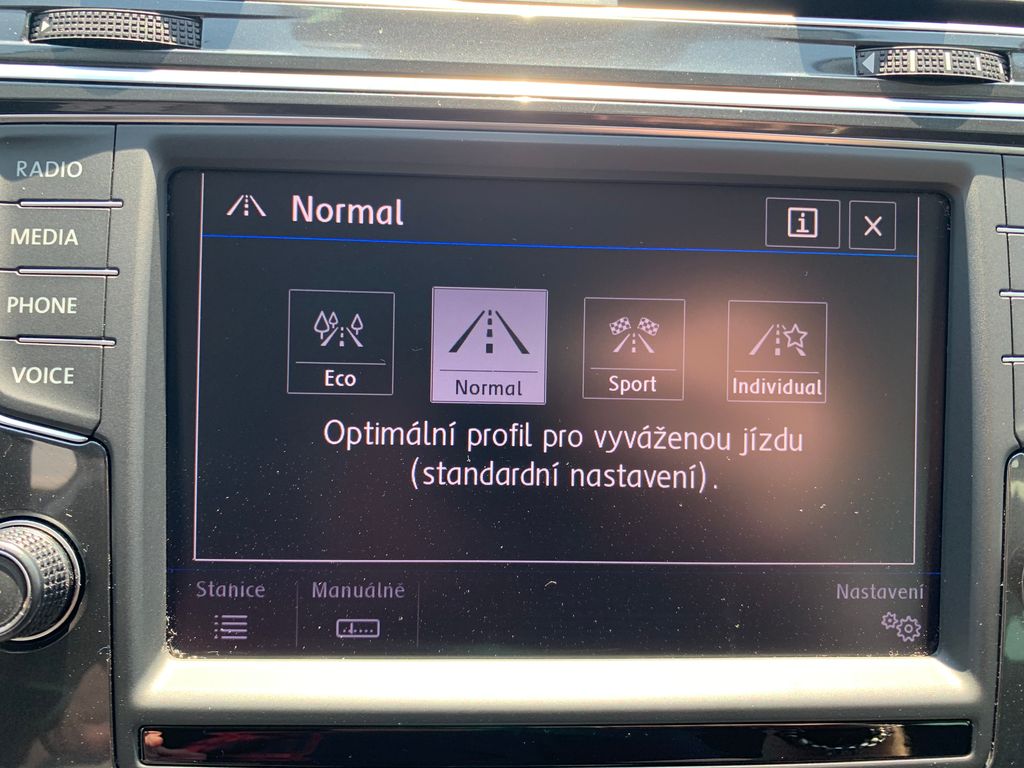 RADIO
MEDIA
PHONE
VOICE
Normal
i
X
Eco
Normal
Sport
Individual
Optimální profil pro vyváženou jízdu
(standardní nastavení).
Stanice
Manuálně
Nastavení